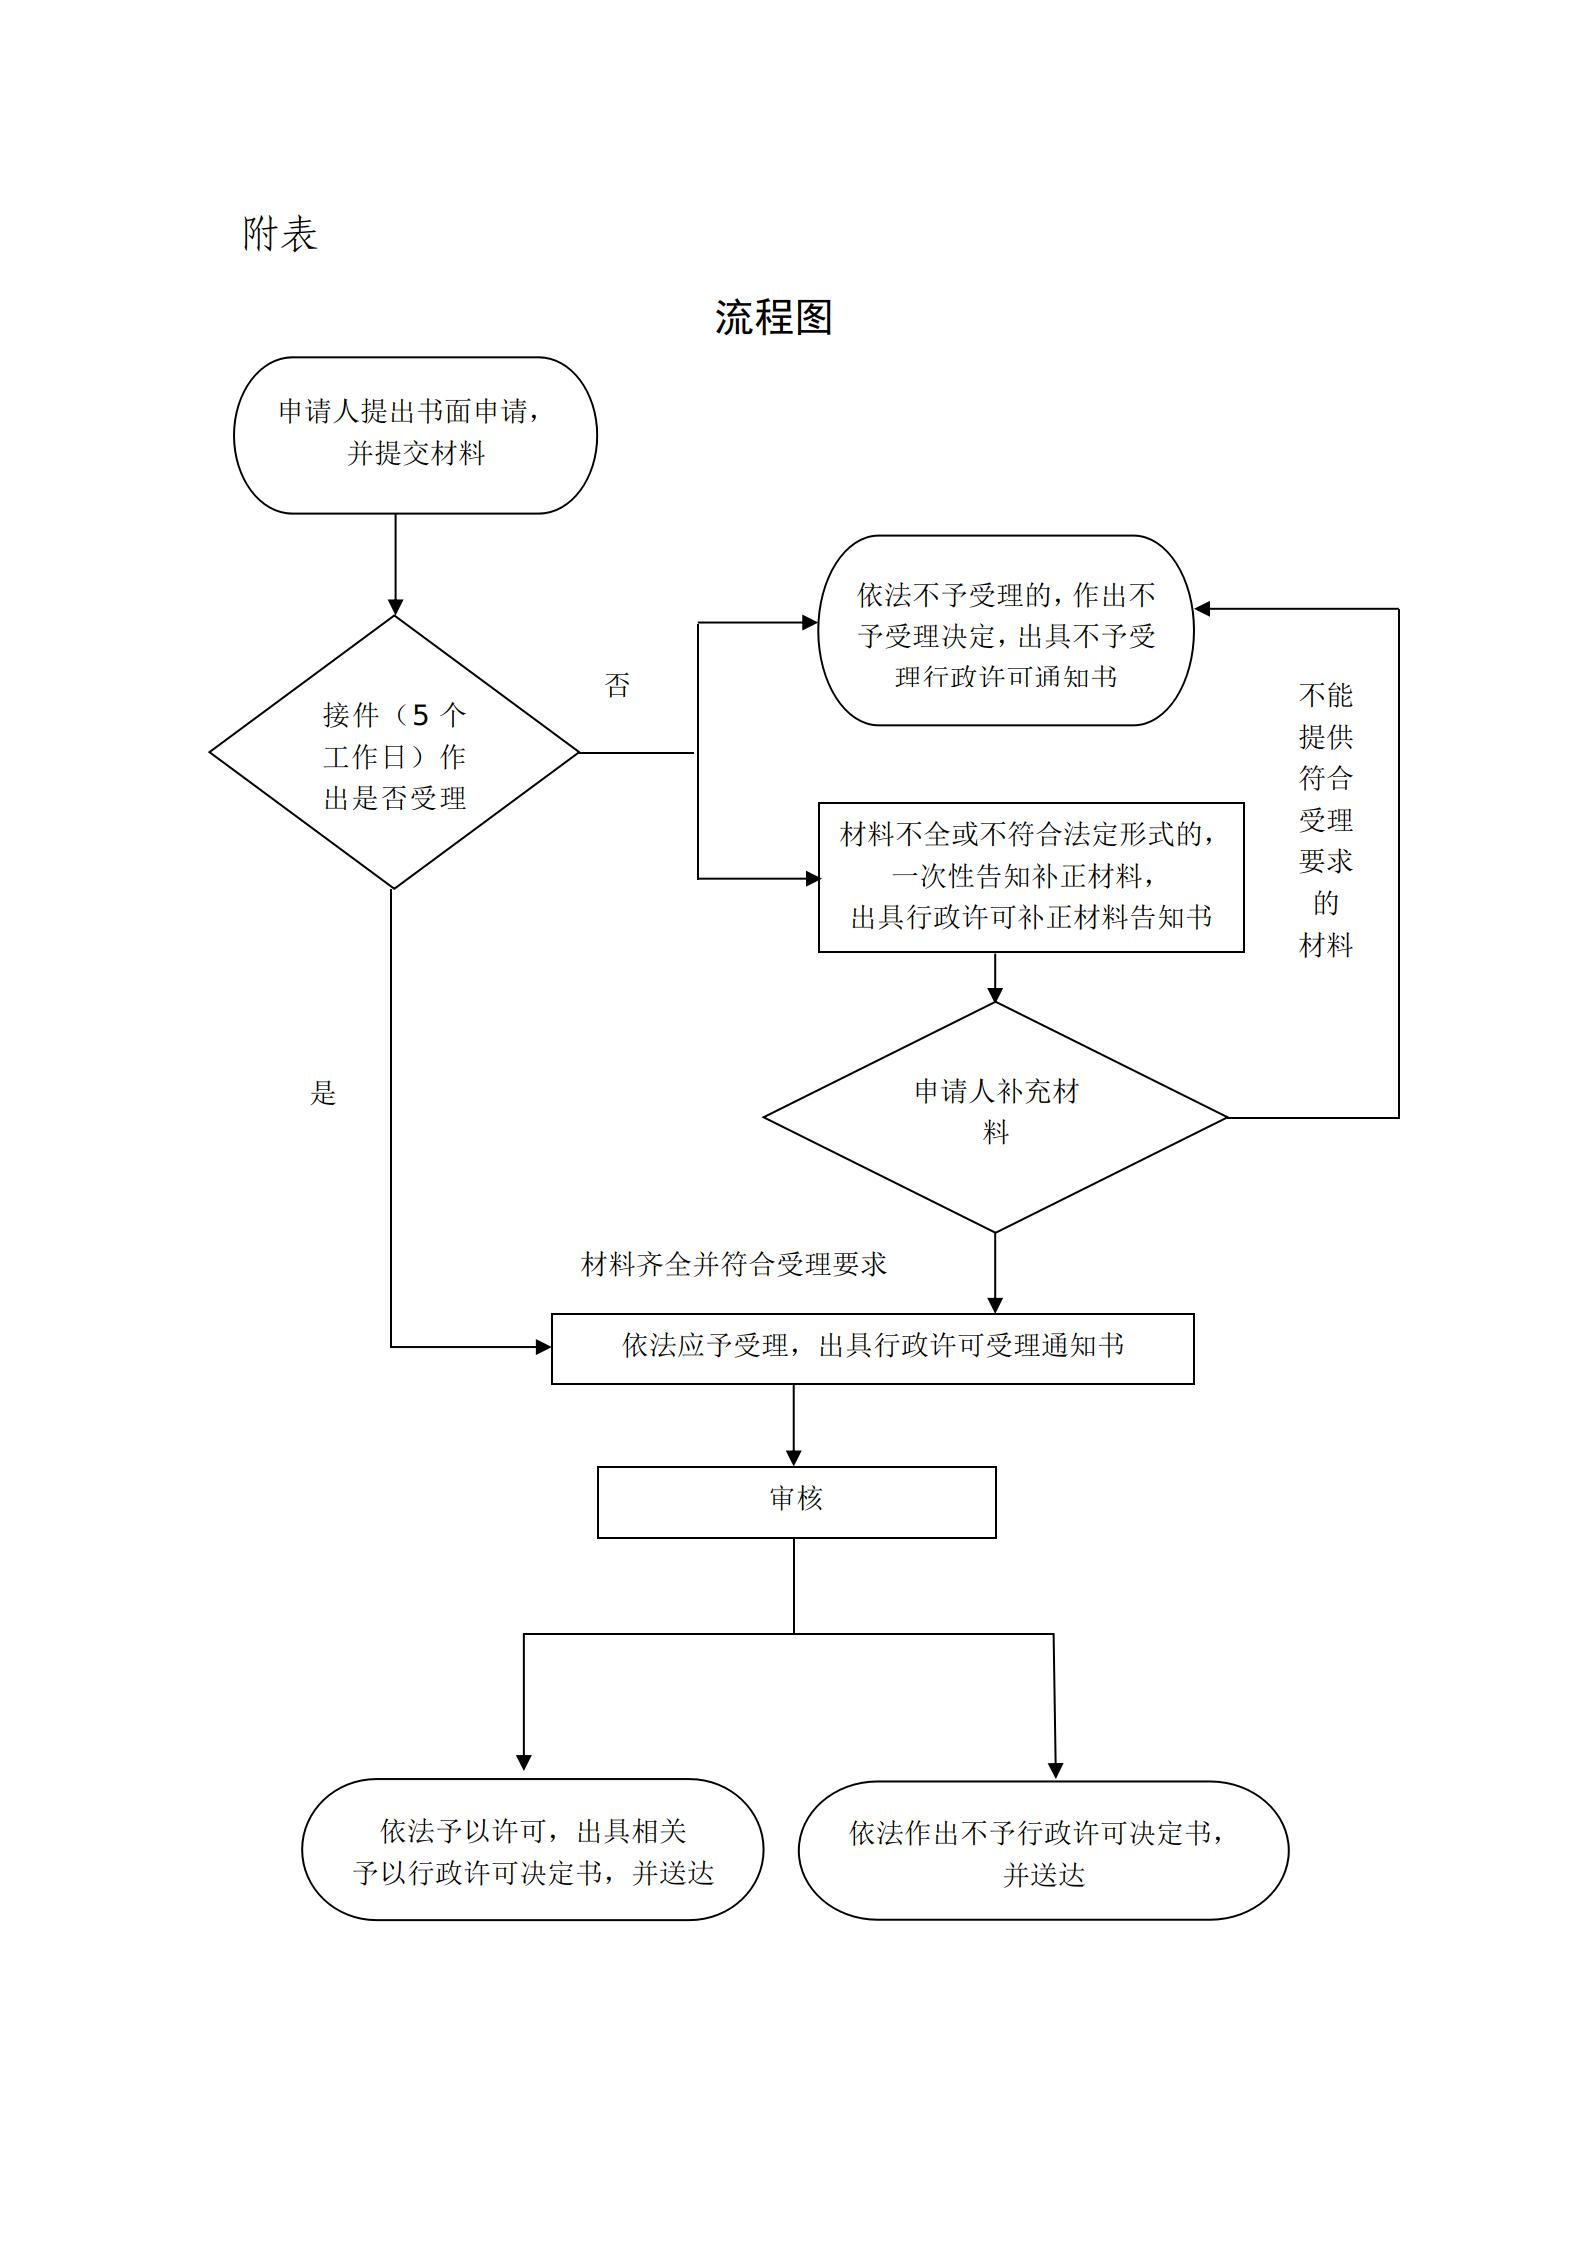 附表
流程图
申请人提出书面申请，
并提交材料
依法不予受理的，作出不
予受理决定，出具不予受
理行政许可通知书
否
接件（5 个
工作日）作
出是否受理
不能
提供
符合
受理
要求
的
材料
材料不全或不符合法定形式的，
一次性告知补正材料，
出具行政许可补正材料告知书
是
申请人补充材
料
材料齐全并符合受理要求
依法应予受理，出具行政许可受理通知书
审核
依法予以许可，出具相关
予以行政许可决定书，并送达
依法作出不予行政许可决定书，
并送达